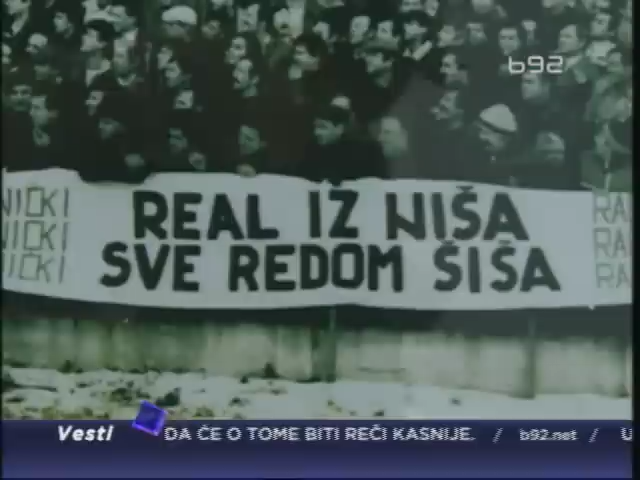 b92
REAL IZ NIŠA
SVE REDOM ŠIŠA
NIČKI
NIČKI
RA
RA
RA
Vesti
DA ĆE O TOME BITI REČI KASNIJE. / b92.net / U